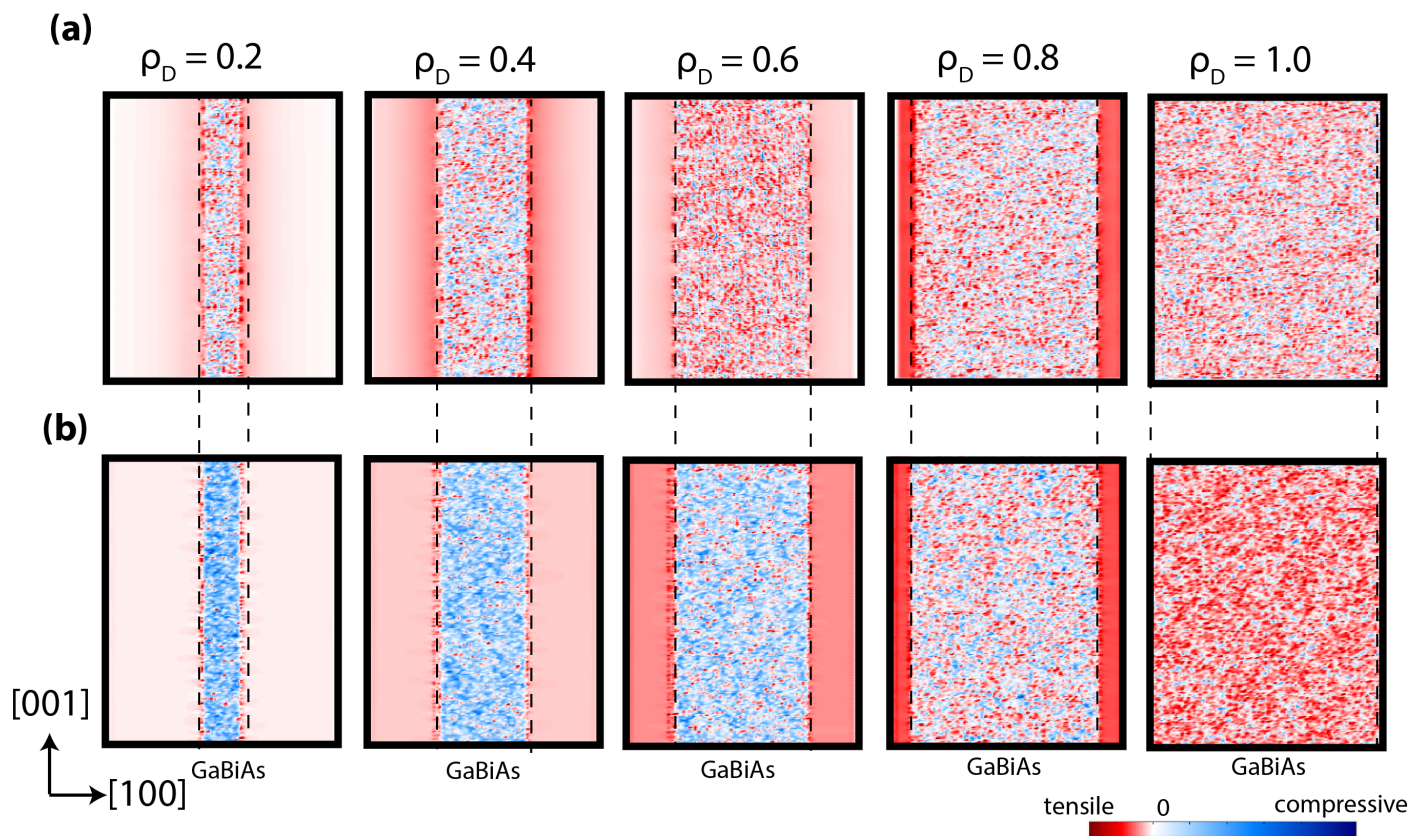 (a)
ρD = 0.2 ρD = 0.4 ρD = 0.6 ρD = 0.8 ρD = 1.0
(b)
[001]
[100]
GaBiAs GaBiAs GaBiAs GaBiAs GaBiAs
tensile 0 compressive